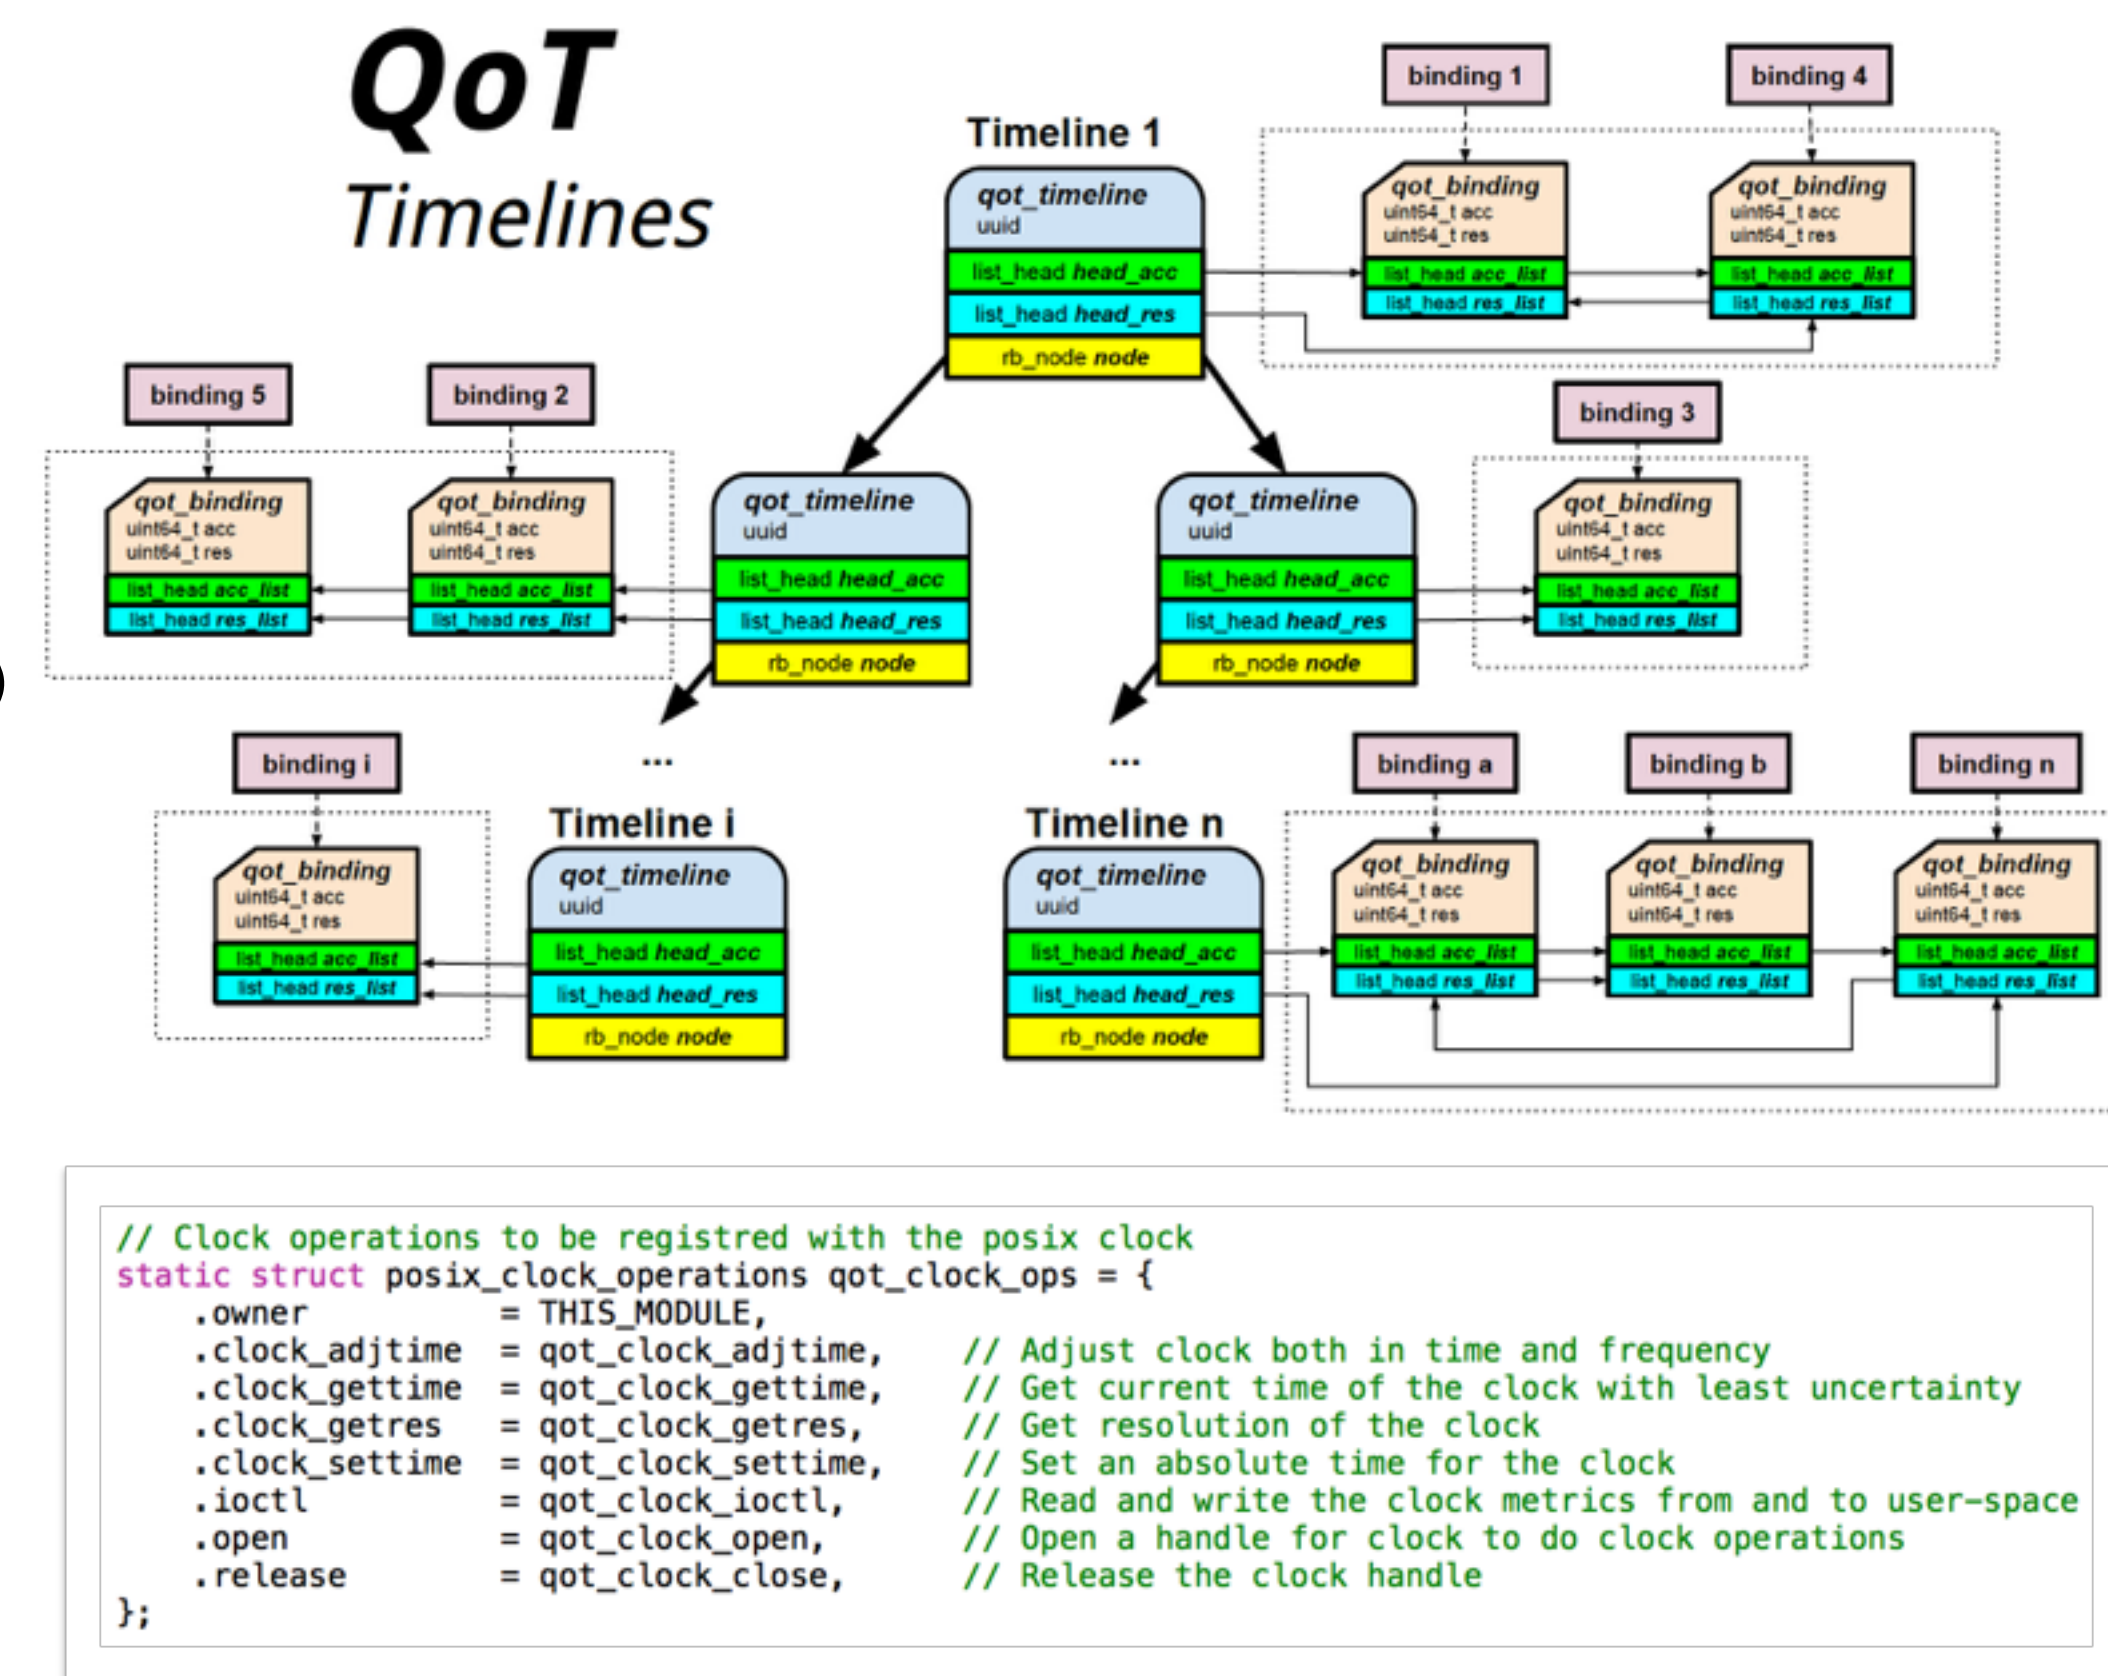 QoT
Timelines
binding 1
binding 4
Timeline 1
qot_timeline
uuid
list_head head_acc
list_head head_res
rb_node node
qot_binding
uint64_t acc
uint64_t res
list_head acc_list
list_head res_list
qot_binding
uint64_t acc
uint64_t res
list_head acc_list
list_head res_list
binding 5
binding 2
binding 3
qot_binding
uint64_t acc
uint64_t res
list_head acc_list
list_head res_list
qot_binding
uint64_t acc
uint64_t res
list_head acc_list
list_head res_list
qot_timeline
uuid
list_head head_acc
list_head head_res
rb_node node
qot_timeline
uuid
list_head head_acc
list_head head_res
rb_node node
qot_binding
uint64_t acc
uint64_t res
list_head acc_list
list_head res_list
)
...
...
binding i
binding a
binding b
binding n
Timeline i
Timeline n
qot_binding
uint64_t acc
uint64_t res
list_head acc_list
list_head res_list
qot_timeline
uuid
list_head head_acc
list_head head_res
rb_node node
qot_timeline
uuid
list_head head_acc
list_head head_res
rb_node node
qot_binding
uint64_t acc
uint64_t res
list_head acc_list
list_head res_list
qot_binding
uint64_t acc
uint64_t res
list_head acc_list
list_head res_list
qot_binding
uint64_t acc
uint64_t res
list_head acc_list
list_head res_list
// Clock operations to be registred with the posix clock
static struct posix_clock_operations qot_clock_ops = {
    .owner          = THIS_MODULE,
    .clock_adjtime  = qot_clock_adjtime,    // Adjust clock both in time and frequency
    .clock_gettime  = qot_clock_gettime,    // Get current time of the clock with least uncertainty
    .clock_getres   = qot_clock_getres,     // Get resolution of the clock
    .clock_settime  = qot_clock_settime,    // Set an absolute time for the clock
    .ioctl          = qot_clock_ioctl,      // Read and write the clock metrics from and to user-space
    .open           = qot_clock_open,       // Open a handle for clock to do clock operations
    .release        = qot_clock_close,      // Release the clock handle
};